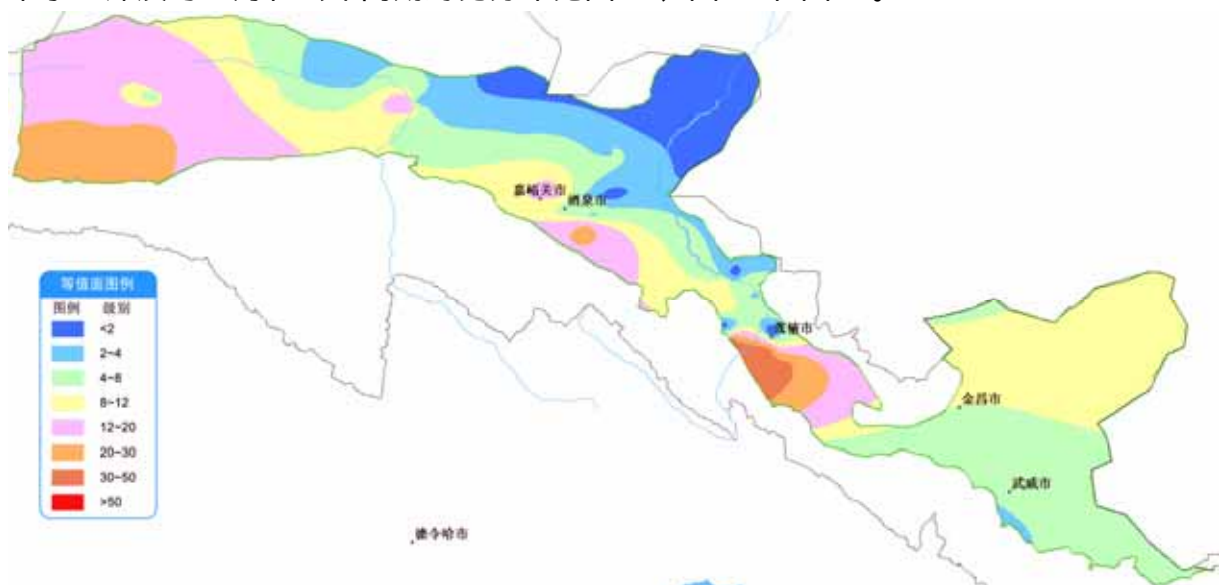 嘉峪关市
酒泉市
等值面图例
图例 级别
<2
2~4
4~8
8~12
12~20
20~30
30~50
>50
张掖市
金昌市
武威市
德令哈市